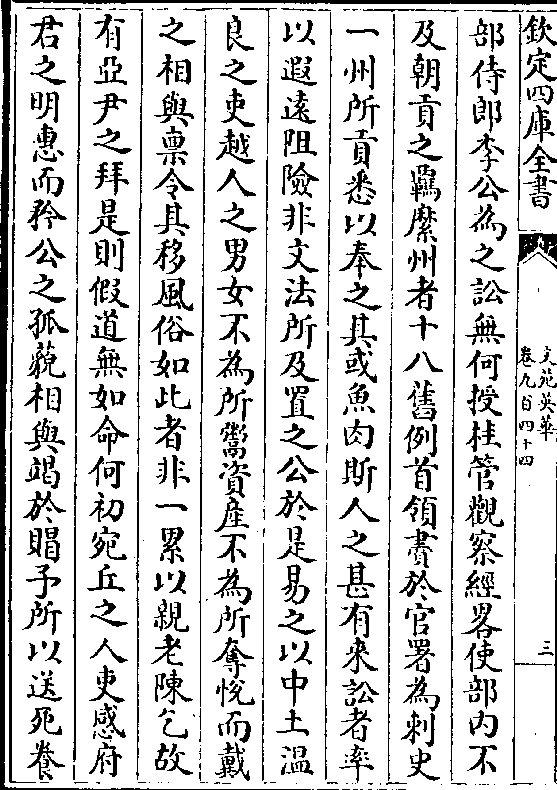 欽定四庫全書
文苑英華
卷九百四十四
三
部侍郎李公為之訟無何授桂管觀察經畧使部内不
及朝貢之羈縻州者十八舊例首領賚於官署為刺史
一州所貢悉以奉之其或魚肉斯人之甚有來訟者率
以遐遠阻險非文法所及置之公於是易之以中土溫
良之吏越人之男女不為所鬻資産不為所奪悅而戴
之相與禀令其移風俗如此者非一累以親老陳乞故
有亞尹之拜是則假道無如命何初宛丘之人吏感府
君之明惠而矜公之孤藐相與竭於賵予所以送死養